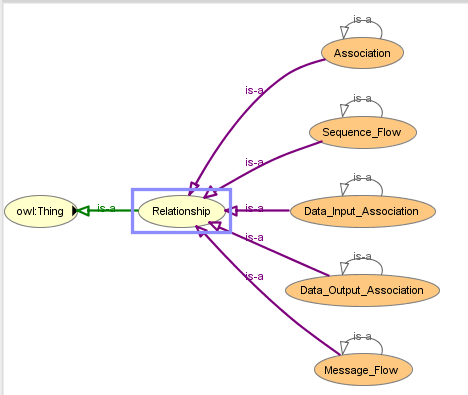 is-a
Association
is-a
is-a
Sequence_Flow
is-a
is-a
owl:Thing
is-a
Relationship
is-a
Data_Input_Association
is-a
is-a
Data_Output_Association
is-a
is-a
Message_Flow